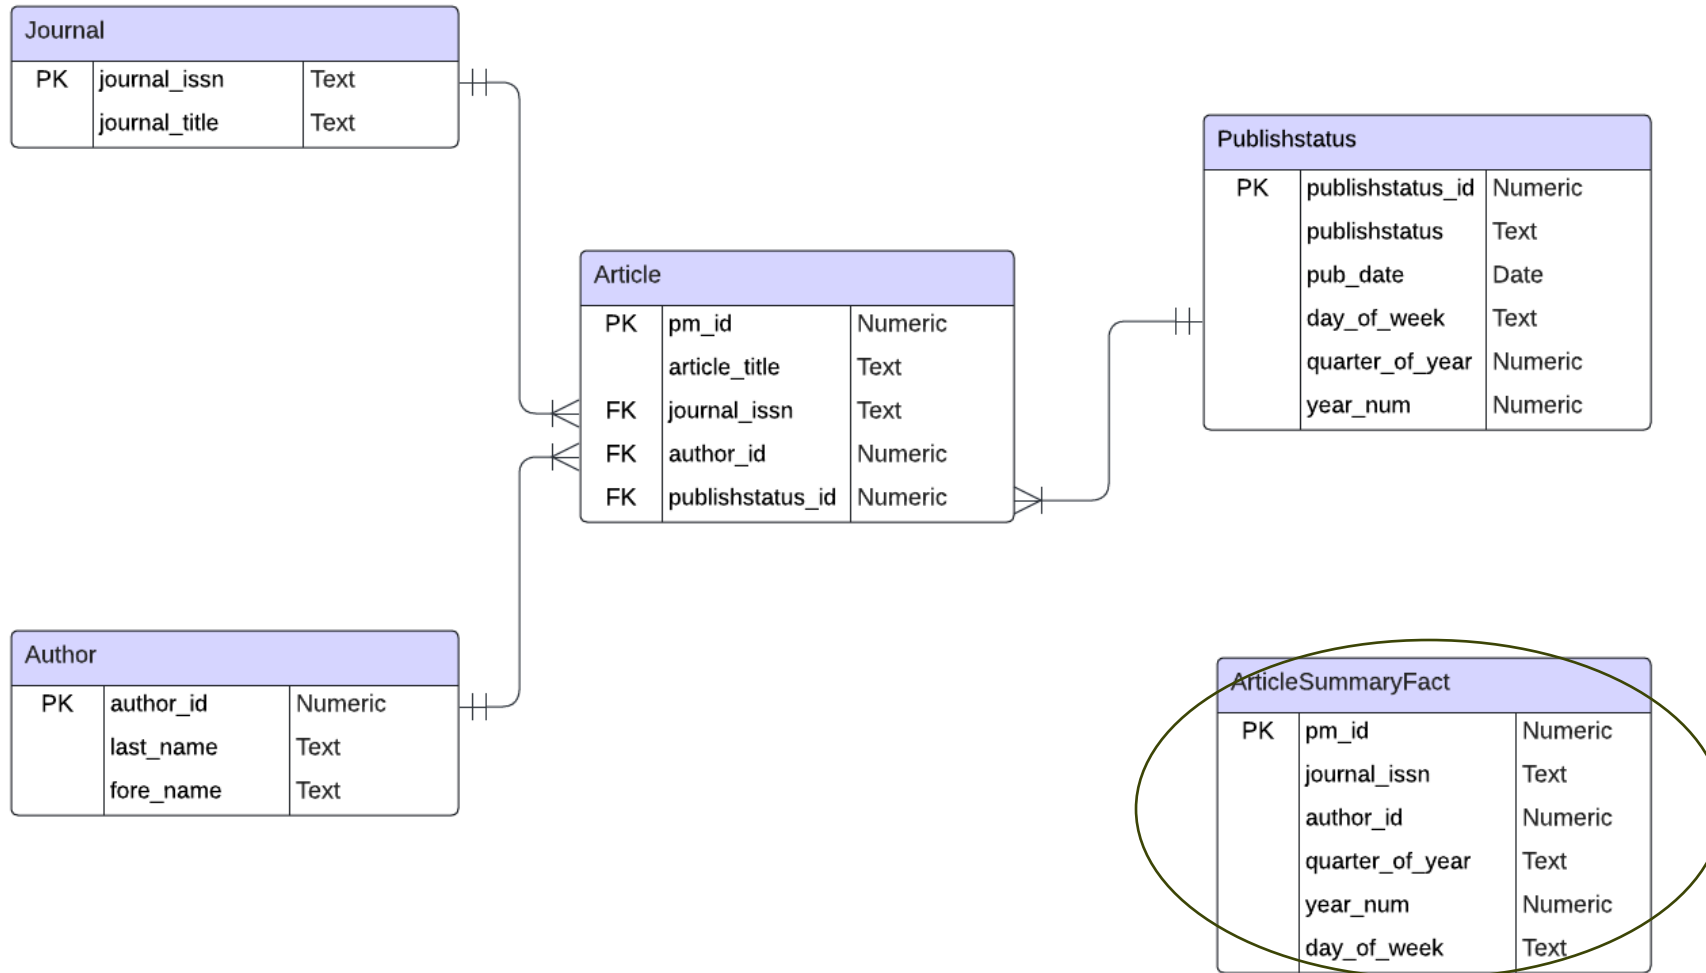 Journal
PK journal_issn Text
journal_title Text
Publishstatus
PK publishstatus_id Numeric
publishstatus Text
pub_date Date
day_of_week Text
quarter_of_year Numeric
year_num Numeric
Article
PK pm_id Numeric
article_title Text
FK journal_issn Text
FK author_id Numeric
FK publishstatus_id Numeric
Author
PK author_id Numeric
last_name Text
fore_name Text
ArticleSummaryFact
PK pm_id Numeric
journal_issn Text
author_id Numeric
quarter_of_year Text
year_num Numeric
day_of_week Text